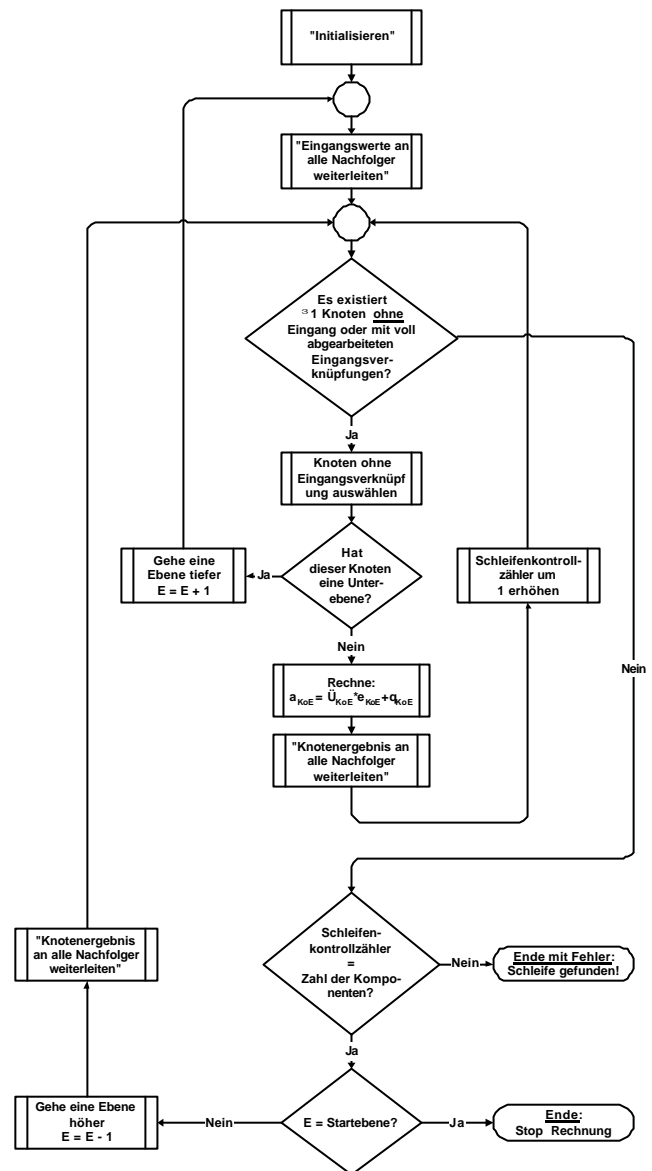 "Initialisieren"
"Eingangswerte an
alle Nachfolger
weiterleiten"
Es existiert
³ 1 Knoten ohne
Eingang oder mit voll
abgearbeiteten
Eingangsver-
knüpfungen?
Ja
Knoten ohne
Eingangsverknüpf
ung auswählen
Gehe eine
Ebene tiefer
E = E + 1
Ja
Hat
dieser Knoten
eine Unter-
ebene?
Schleifenkontroll-
zähler um
1 erhöhen
Nein
Nein
Rechne:
aKoE = ÜKoE*eKoE+qKoE
"Knotenergebnis an
alle Nachfolger
weiterleiten"
"Knotenergebnis
an alle Nachfolger
weiterleiten"
Schleifen-
kontrollzähler
=
Zahl der Kompo-
nenten?
Nein
Ende mit Fehler:
Schleife gefunden!
Ja
Gehe eine Ebene
höher
E = E - 1
Nein
E = Startebene?
Ja
Ende:
Stop Rechnung